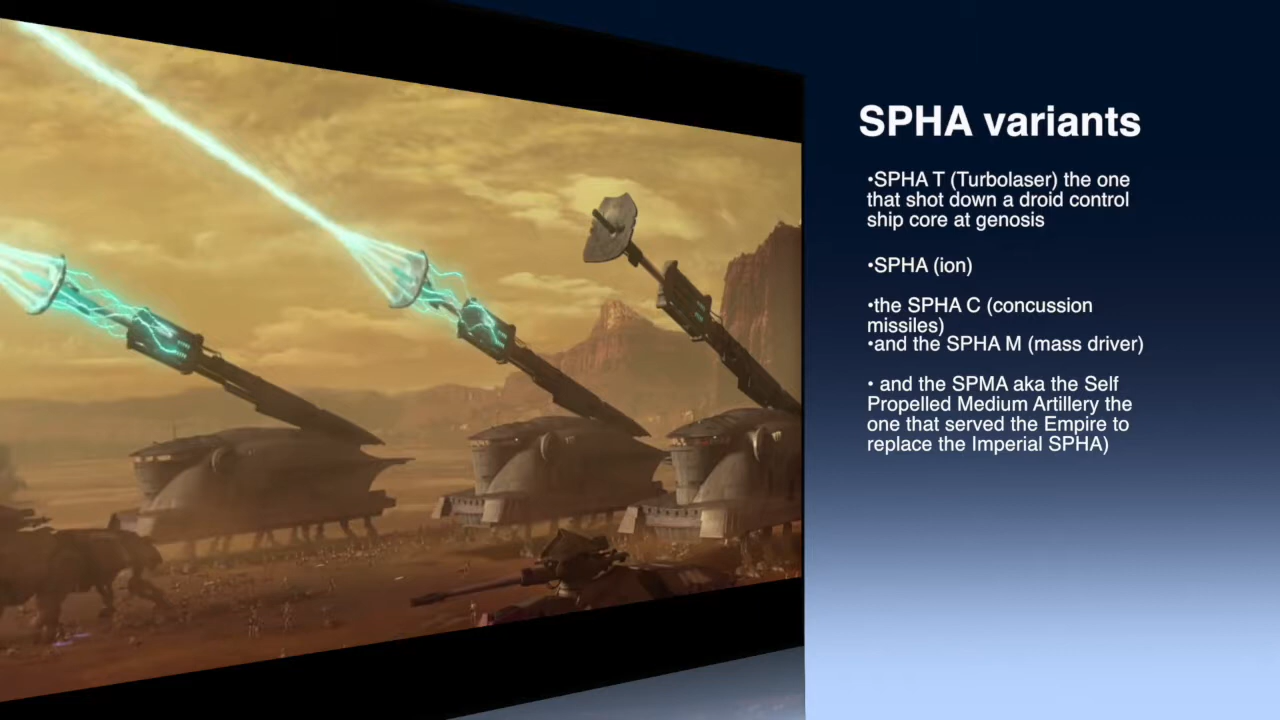 SPHA variants
•SPHA T (Turbolaser) the one
that shot down a droid control
ship core at genosis
•SPHA (ion)
•the SPHA C (concussion
missiles)
•and the SPHA M (mass driver)
• and the SPMA aka the Self
Propelled Medium Artillery the
one that served the Empire to
replace the Imperial SPHA)